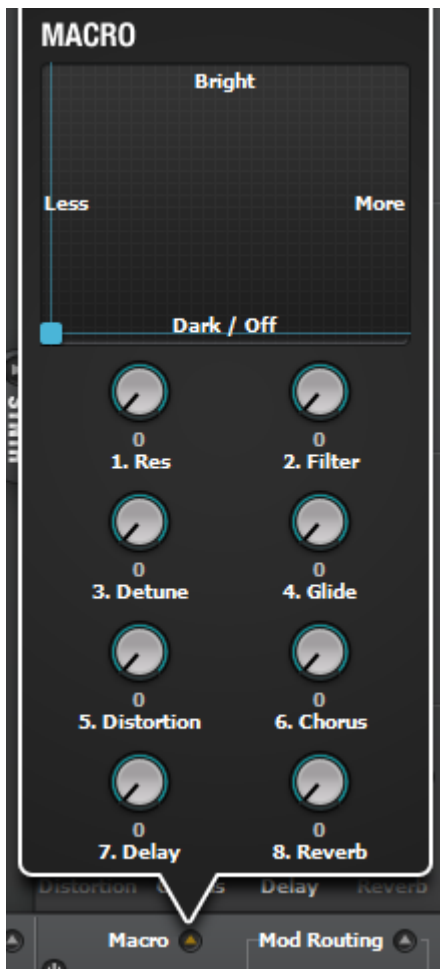 MACRO
Bright
Less More
Dark / Off
0 0
1. Res 2. Filter
0 0
3. Detune 4. Glide
0 0
5. Distortion 6. Chorus
0 0
7. Delay 8. Reverb
Distortion Delay Reverb
Macro Mod Routing